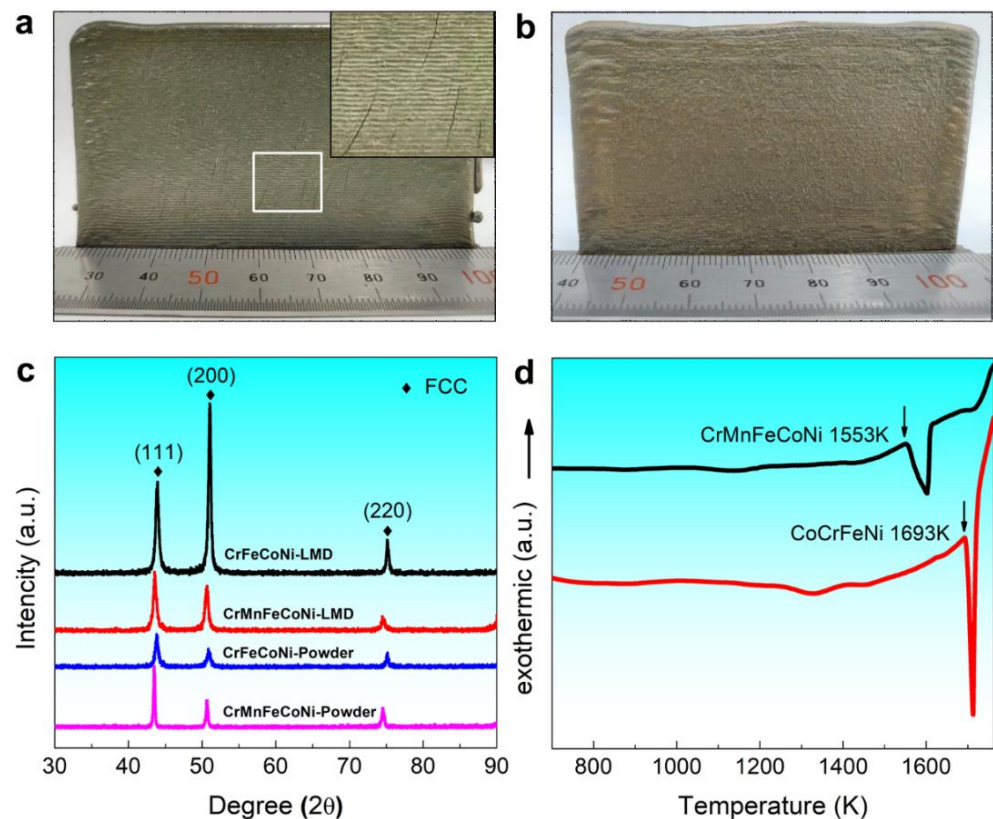 a
30 40 50 60 70 80 90 100
b
40 50 60 70 80 90 100
c
(200)
◆ FCC
(111)
(220)
CrFeCoNi-LMD
CrMnFeCoNi-LMD
CrFeCoNi-Powder
CrMnFeCoNi-Powder
Intencity (a.u.)
30 40 50 60 70 80 90
Degree (2θ)
d
CrMnFeCoNi 1553K
CoCrFeNi 1693K
exothermic (a.u.)
800 1000 1200 1400 1600
Temperature (K)